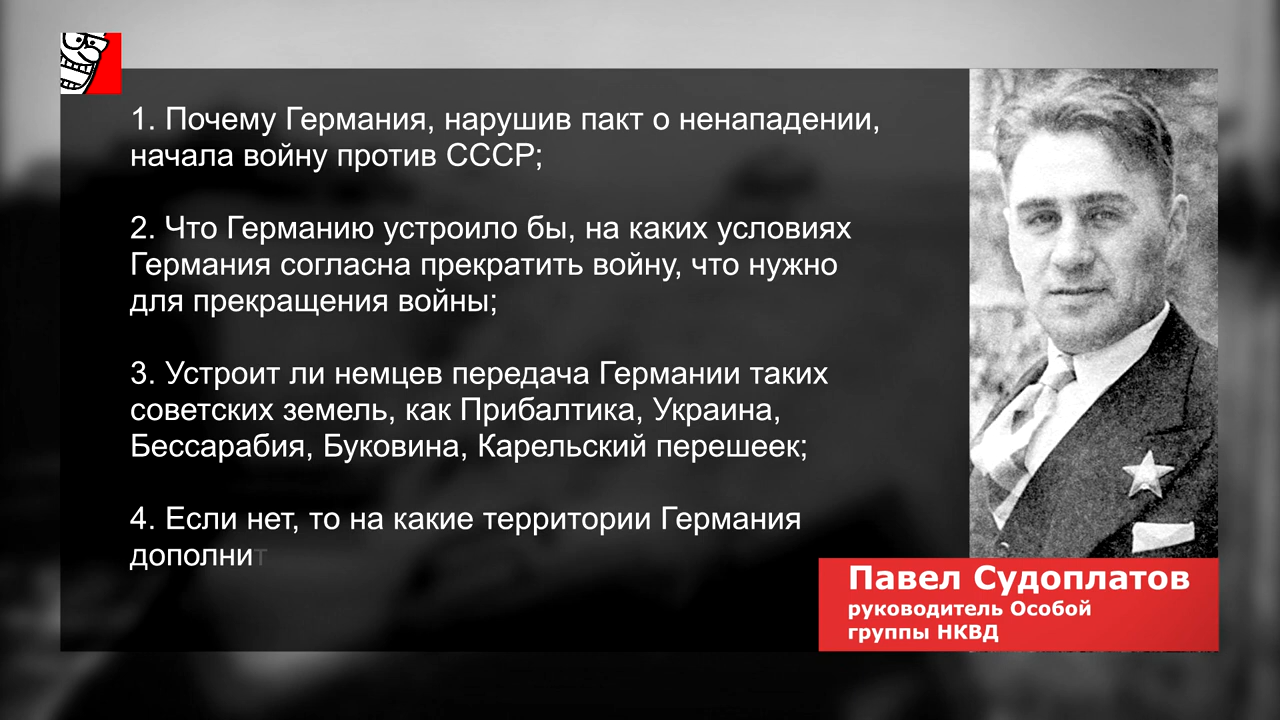 1. Почему Германия, нарушив пакт о ненападении,
начала войну против СССР;
2. Что Германию устроило бы, на каких условиях
Германия согласна прекратить войну, что нужно
для прекращения войны;
3. Устроит ли немцев передача Германии таких
советских земель, как Прибалтика, Украина,
Бессарабия, Буковина, Карельский перешеек;
4. Если нет, то на какие территории Германия
дополнит
Павел Судоплатов
руководитель Особой
группы НКВД